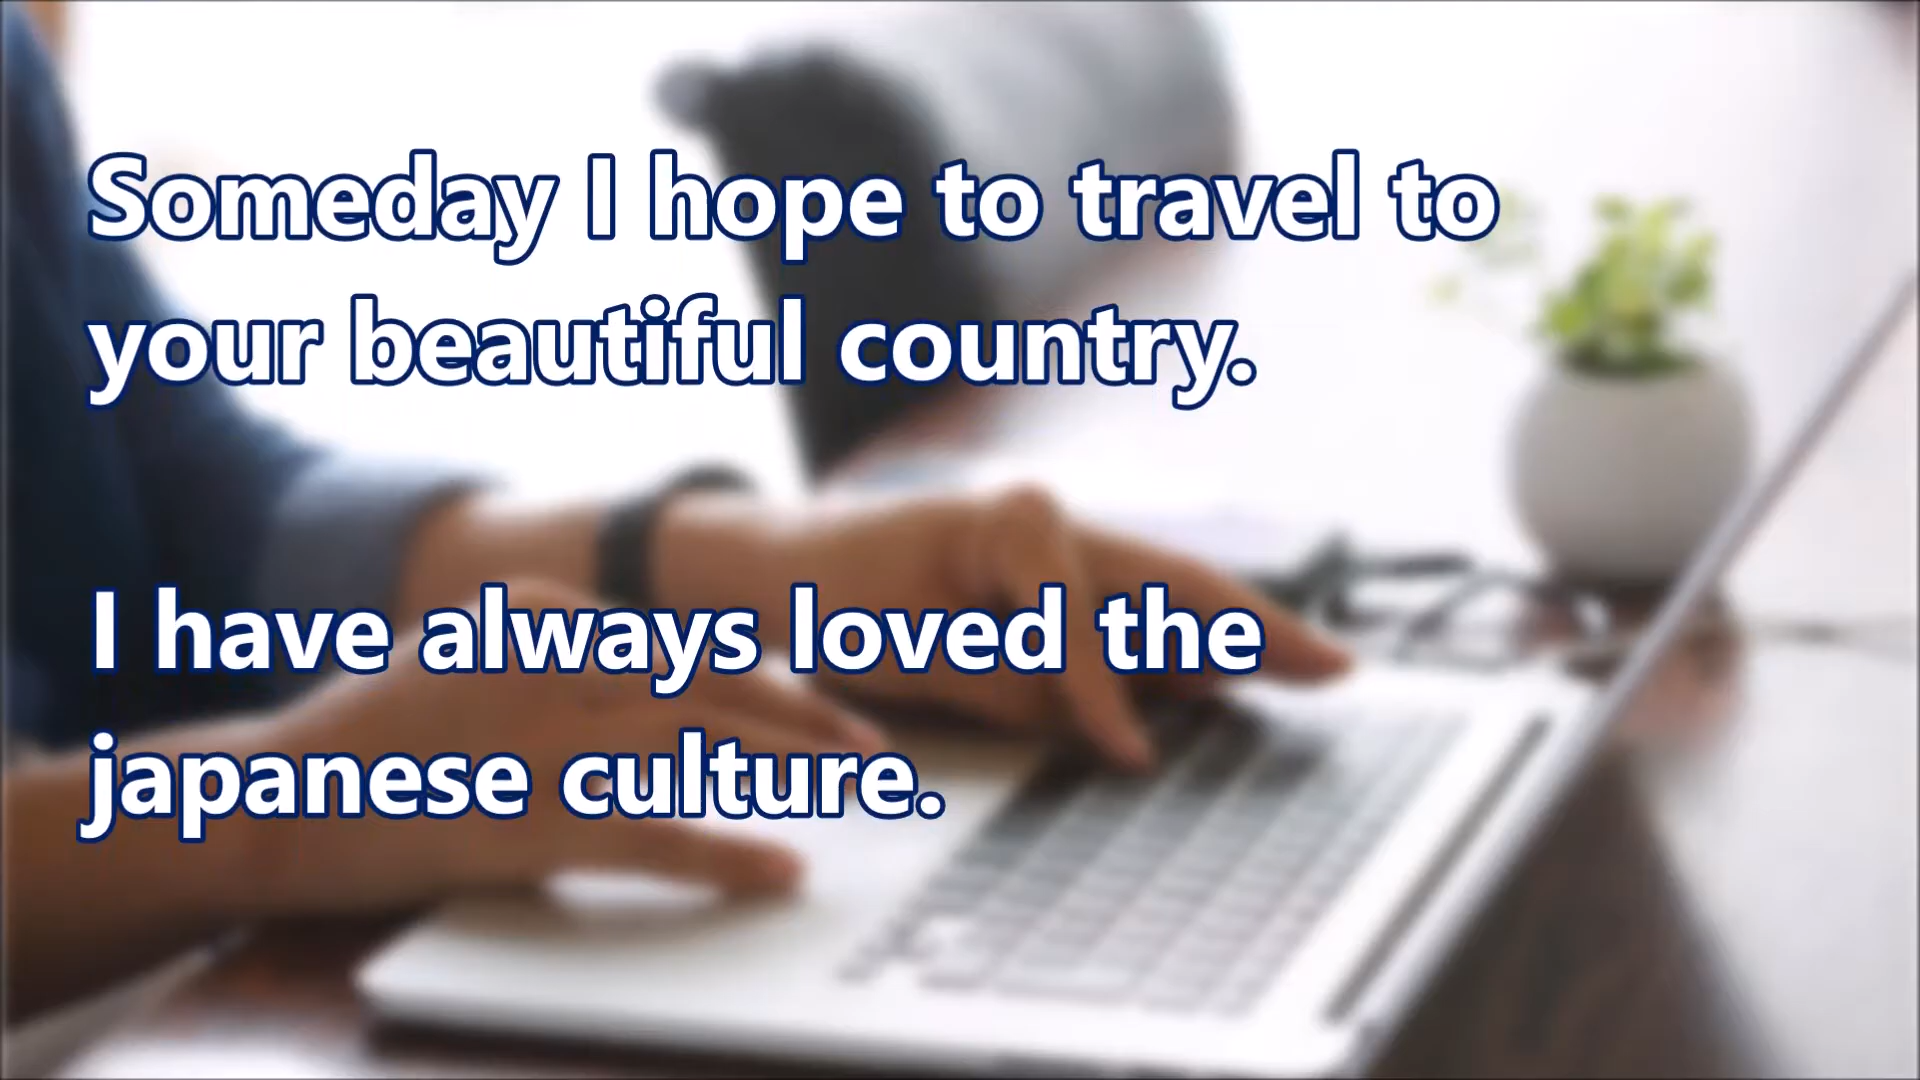 Someday I hope to travel to
your beautiful country.
I have always loved the
japanese culture.